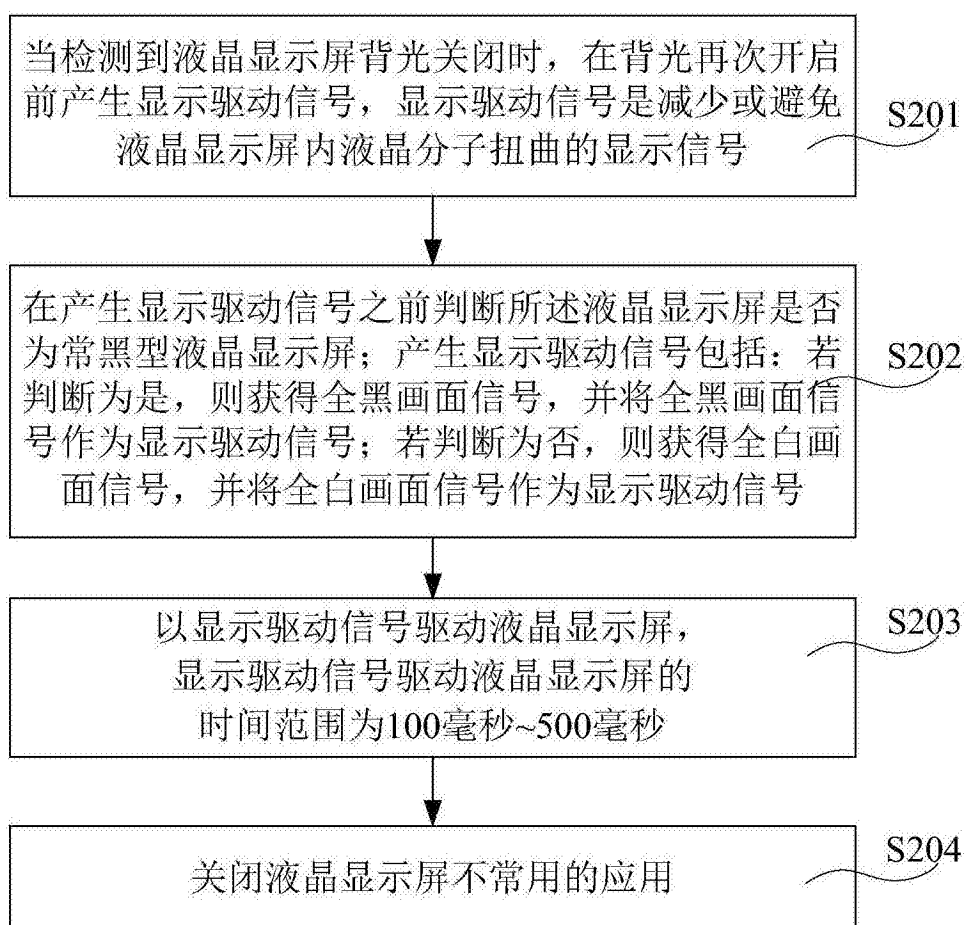 当检测到液晶显示屏背光关闭时，在背光再次开启
前产生显示驱动信号，显示驱动信号是减少或避免
液晶显示屏内液晶分子扭曲的显示信号
S201
在产生显示驱动信号之前判断所述液晶显示屏是否
为常黑型液晶显示屏；产生显示驱动信号包括：若
判断为是，则获得全黑画面信号，并将全黑画面信
号作为显示驱动信号；若判断为否，则获得全白画
面信号，并将全白画面信号作为显示驱动信号
S202
以显示驱动信号驱动液晶显示屏，
显示驱动信号驱动液晶显示屏的
时间范围为100毫秒~500毫秒
S203
关闭液晶显示屏不常用的应用
S204